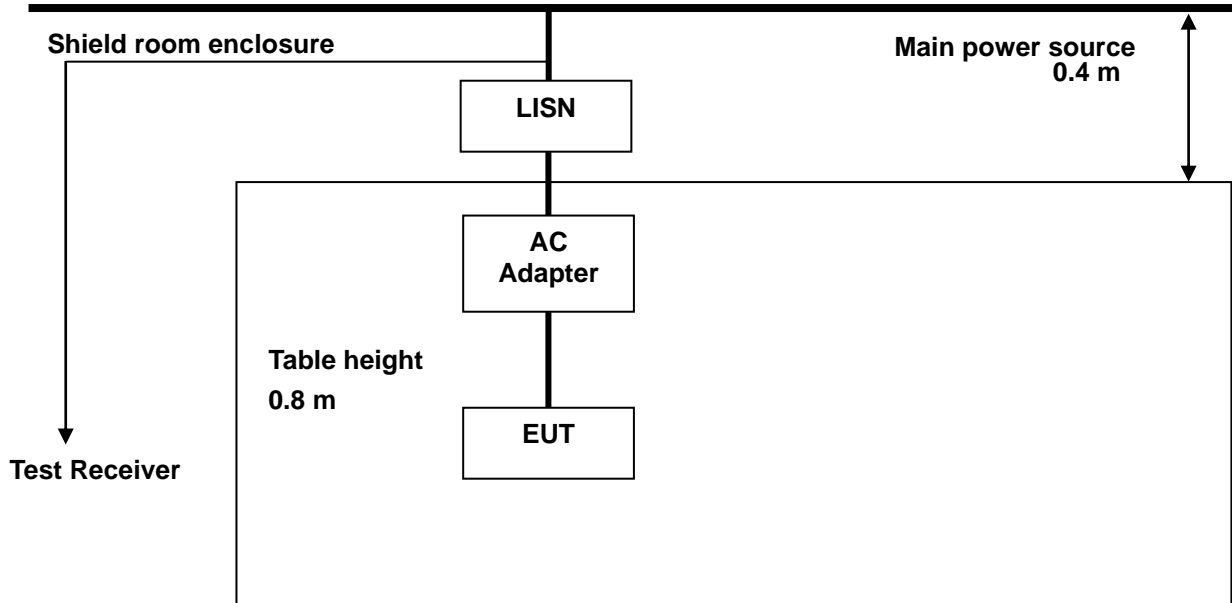 Shield room enclosure
Main power source
0.4 m
LISN
AC
Adapter
Table height
0.8 m
EUT
Test Receiver